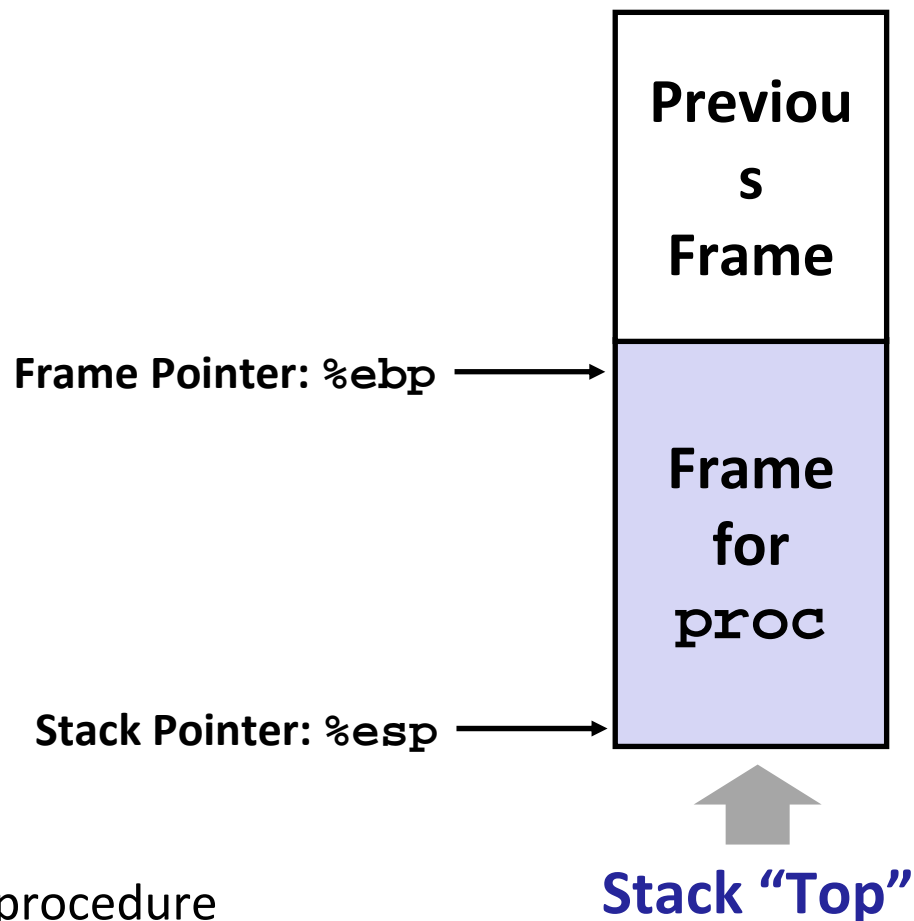 Previou
s
Frame
Frame Pointer: %ebp
Frame
for
proc
Stack Pointer: %esp
Stack “Top”
procedure